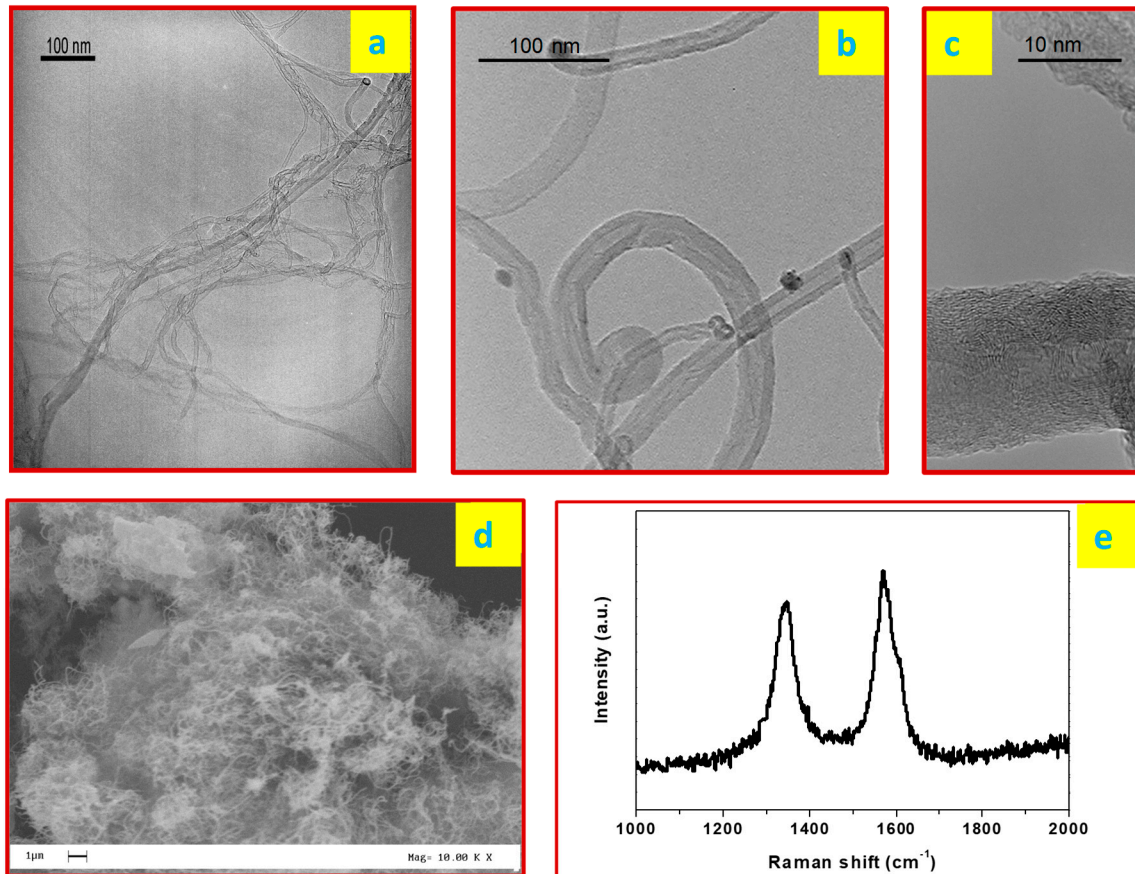 100 nm
a
100 nm
b
c
10 nm
d
1µm
Mag= 10.00 K X
e
Intensity (a.u.)
1000 1200 1400 1600 1800 2000
Raman shift (cm⁻¹)